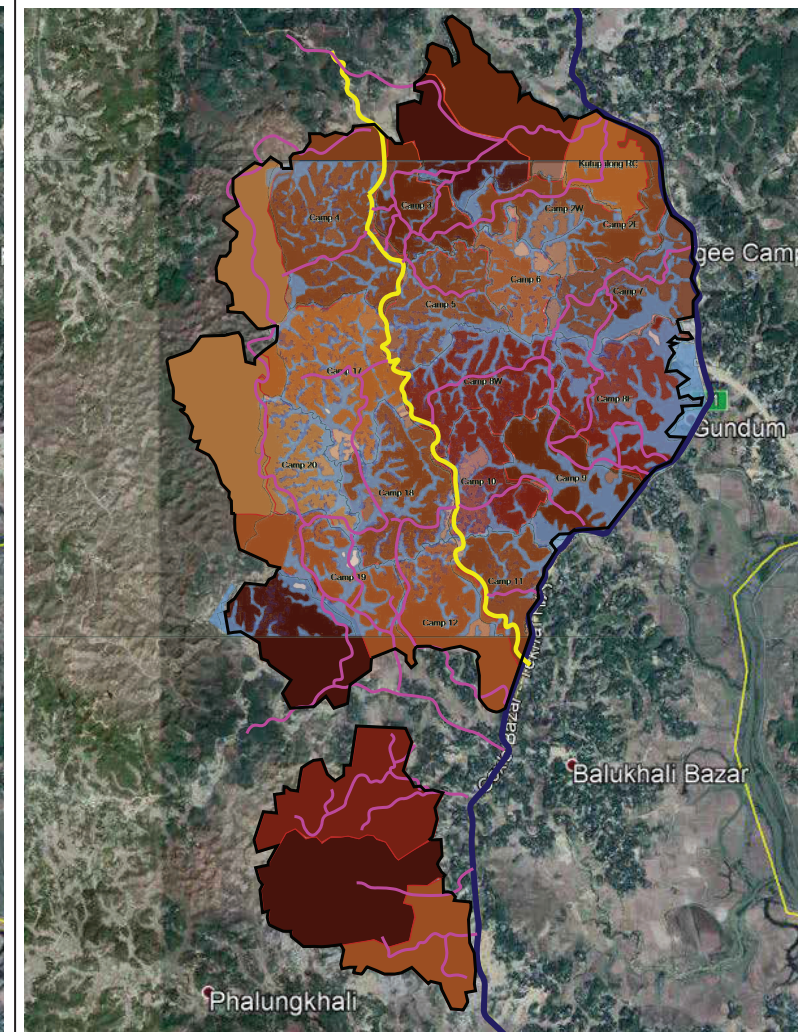 Kutupalong RC
Camp 4
Camp 3
Camp 2W
Camp 2E
gee Camp
Camp 6
Camp 7
Camp 5
Camp 17
Camp 8W
Camp 8E
Gundum
Camp 20
Camp 18
Camp 10
Camp 9
Camp 19
Camp 11
Camp 12
Balukhali Bazar
Phalungkhali